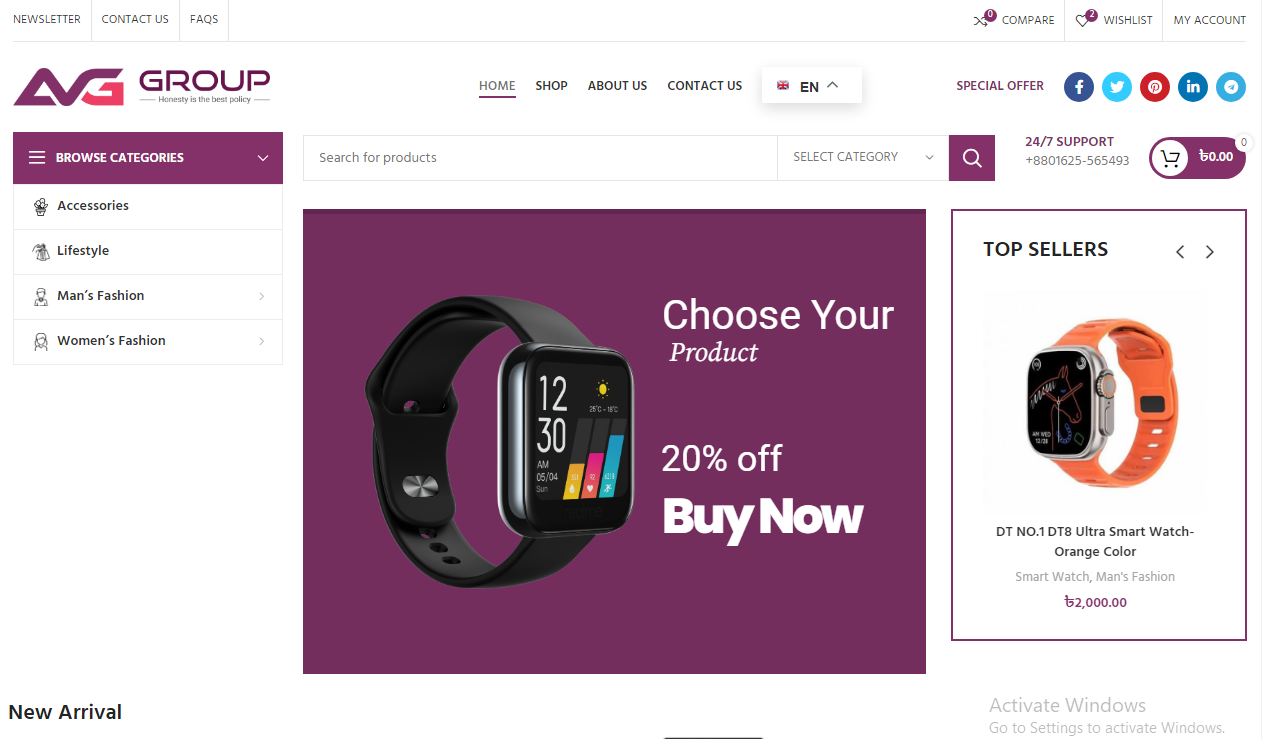 NEWSLETTER CONTACT US FAQS 0 COMPARE 2 WISHLIST MY ACCOUNT
AVG GROUP
Honesty is the best policy
HOME SHOP ABOUT US CONTACT US EN SPECIAL OFFER
BROWSE CATEGORIES
Search for products SELECT CATEGORY
24/7 SUPPORT
+8801625-565493
৳0.00 0
Accessories
Lifestyle
Man’s Fashion
Women’s Fashion
Choose Your
Product
20% off
Buy Now
12
30
AM
05/04
Sun
25°C - 18°C
TOP SELLERS
AM WED
12/28
DT NO.1 DT8 Ultra Smart Watch-
Orange Color
Smart Watch, Man's Fashion
৳2,000.00
New Arrival
Activate Windows
Go to Settings to activate Windows.